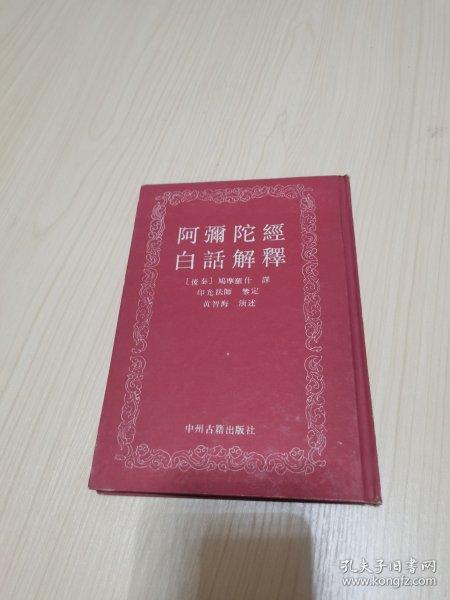 阿彌陀經
白話解釋
［後秦］鳩摩羅什 譯
印光法師 鑒定
黃智海 演述
中州古籍出版社
孔夫子旧书网
www.kongfz.com